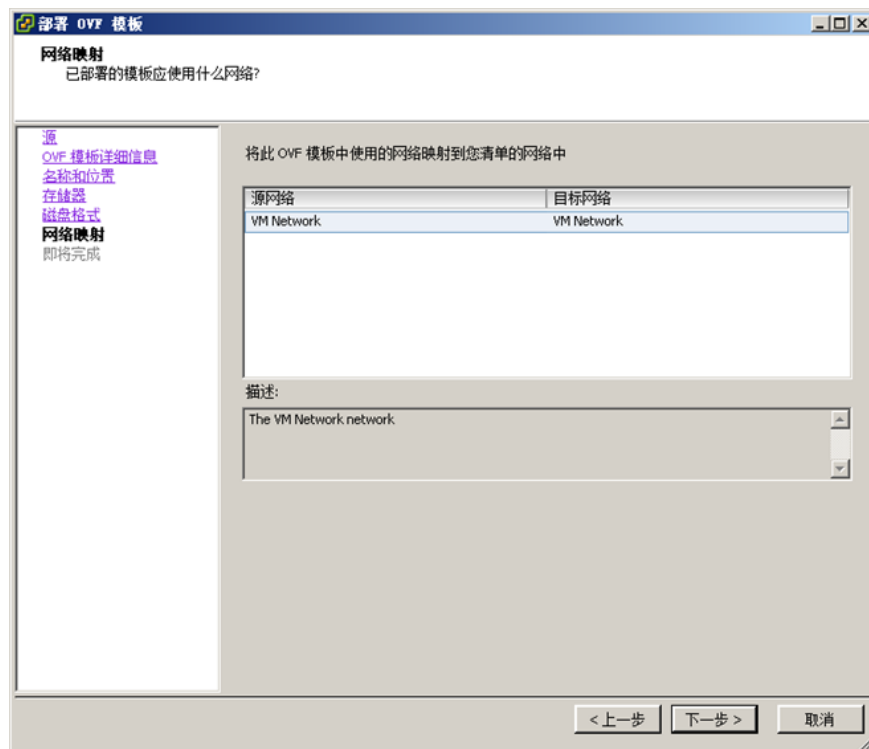 部署 OVF 模板
网络映射
已部署的模板应使用什么网络?
源
OVF 模板详细信息
名称和位置
存储器
磁盘格式
网络映射
即将完成
将此 OVF 模板中使用的网络映射到您清单的网络中
源网络 目标网络
VM Network VM Network
描述:
The VM Network network
<上一步 下一步> 取消